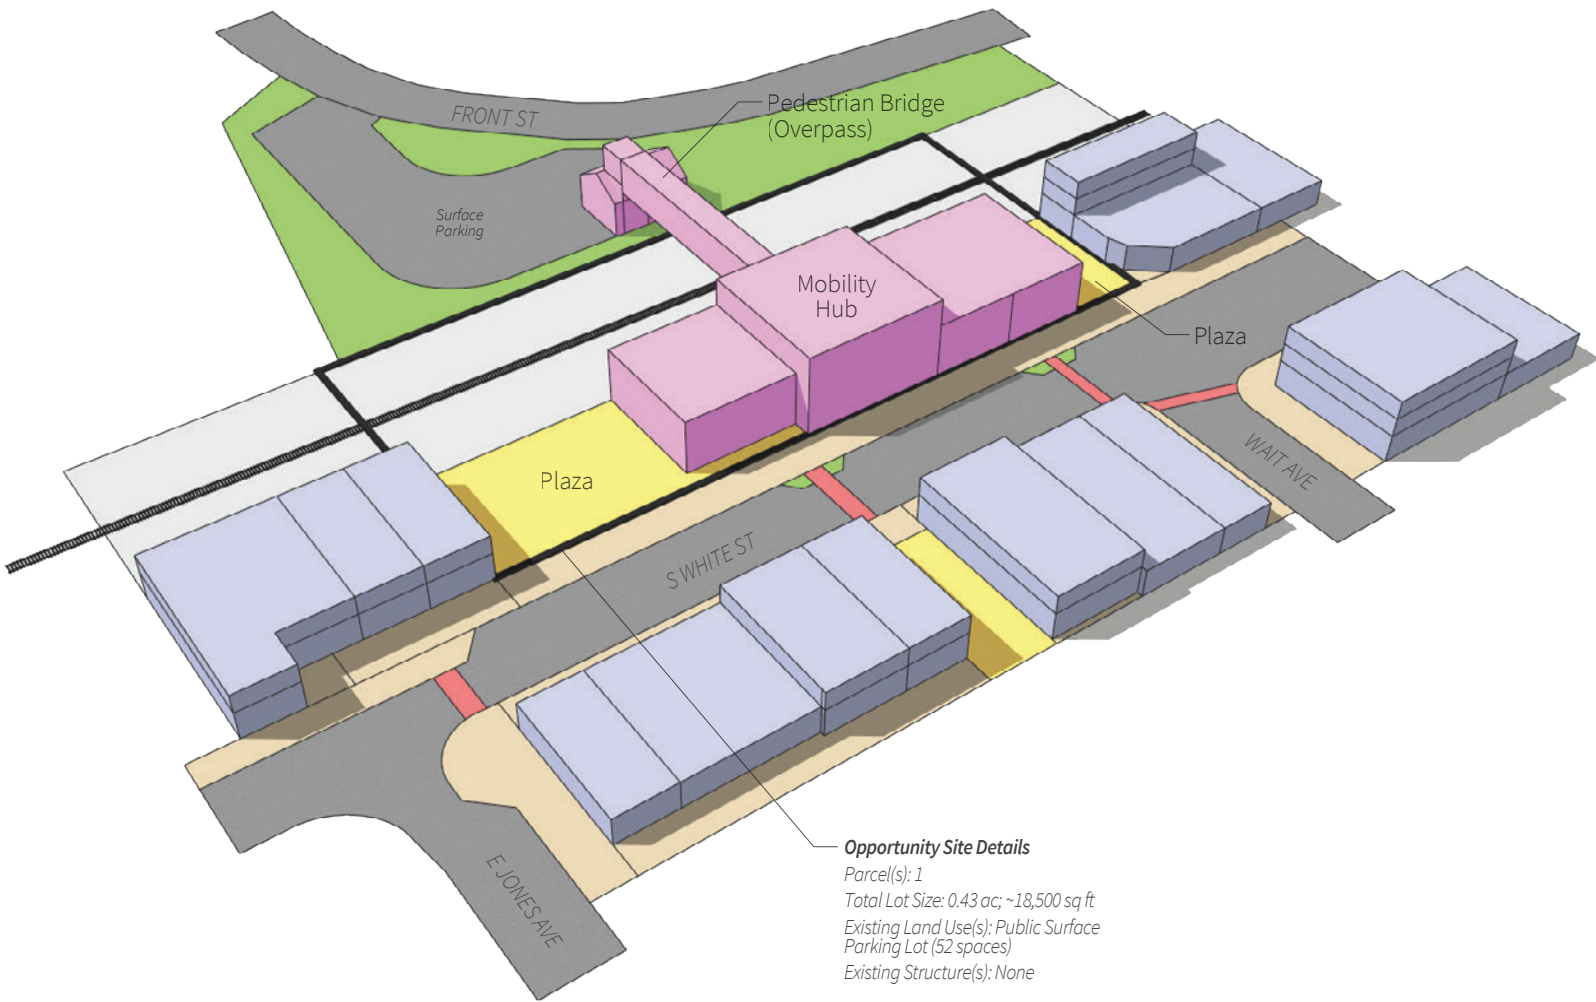 FRONT ST
Pedestrian Bridge
(Overpass)
Surface
Parking
Mobility
Hub
Plaza
Plaza
WAIT AVE
S WHITE ST
E JONES AVE
Opportunity Site Details
Parcel(s): 1
Total Lot Size: 0.43 ac; ~18,500 sq ft
Existing Land Use(s): Public Surface
Parking Lot (52 spaces)
Existing Structure(s): None